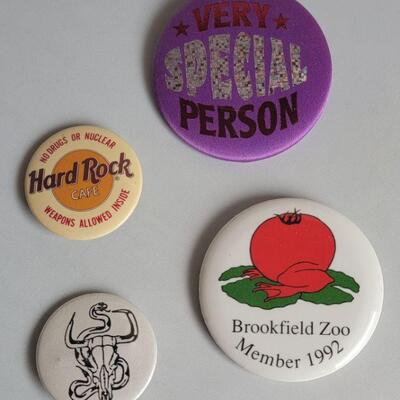 ★ VERY ★
SPECIAL
PERSON
NO DRUGS OR NUCLEAR
Hard Rock
CAFE
WEAPONS ALLOWED INSIDE
Brookfield Zoo
Member 1992